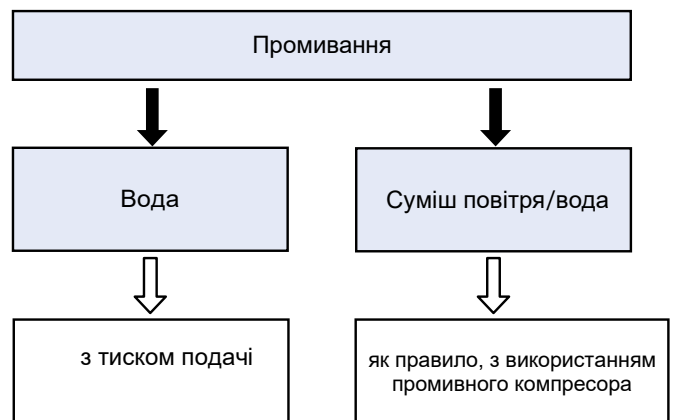 Промивання
Вода
Суміш повітря/вода
з тиском подачі
як правило, з використанням
промивного компресора